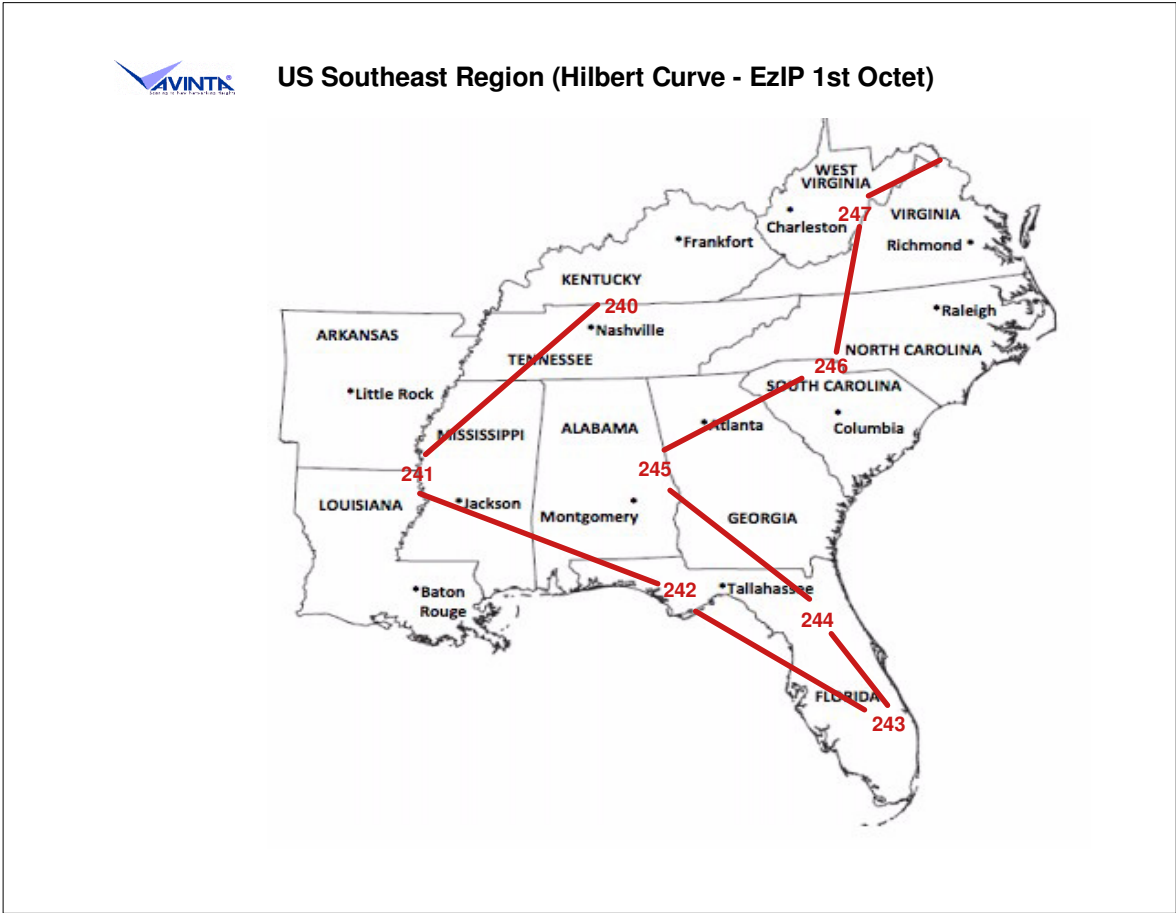 AVINTA®
US Southeast Region (Hilbert Curve - EzIP 1st Octet)
WEST
VIRGINIA
247
VIRGINIA
Charleston
Richmond
Frankfort
KENTUCKY
240
Raleigh
ARKANSAS
Nashville
TENNESSEE
NORTH CAROLINA
246
SOUTH CAROLINA
Little Rock
MISSISSIPPI
ALABAMA
Atlanta
Columbia
241
245
LOUISIANA
Jackson
Montgomery
GEORGIA
242
Tallahassee
Baton
Rouge
244
FLORIDA
243